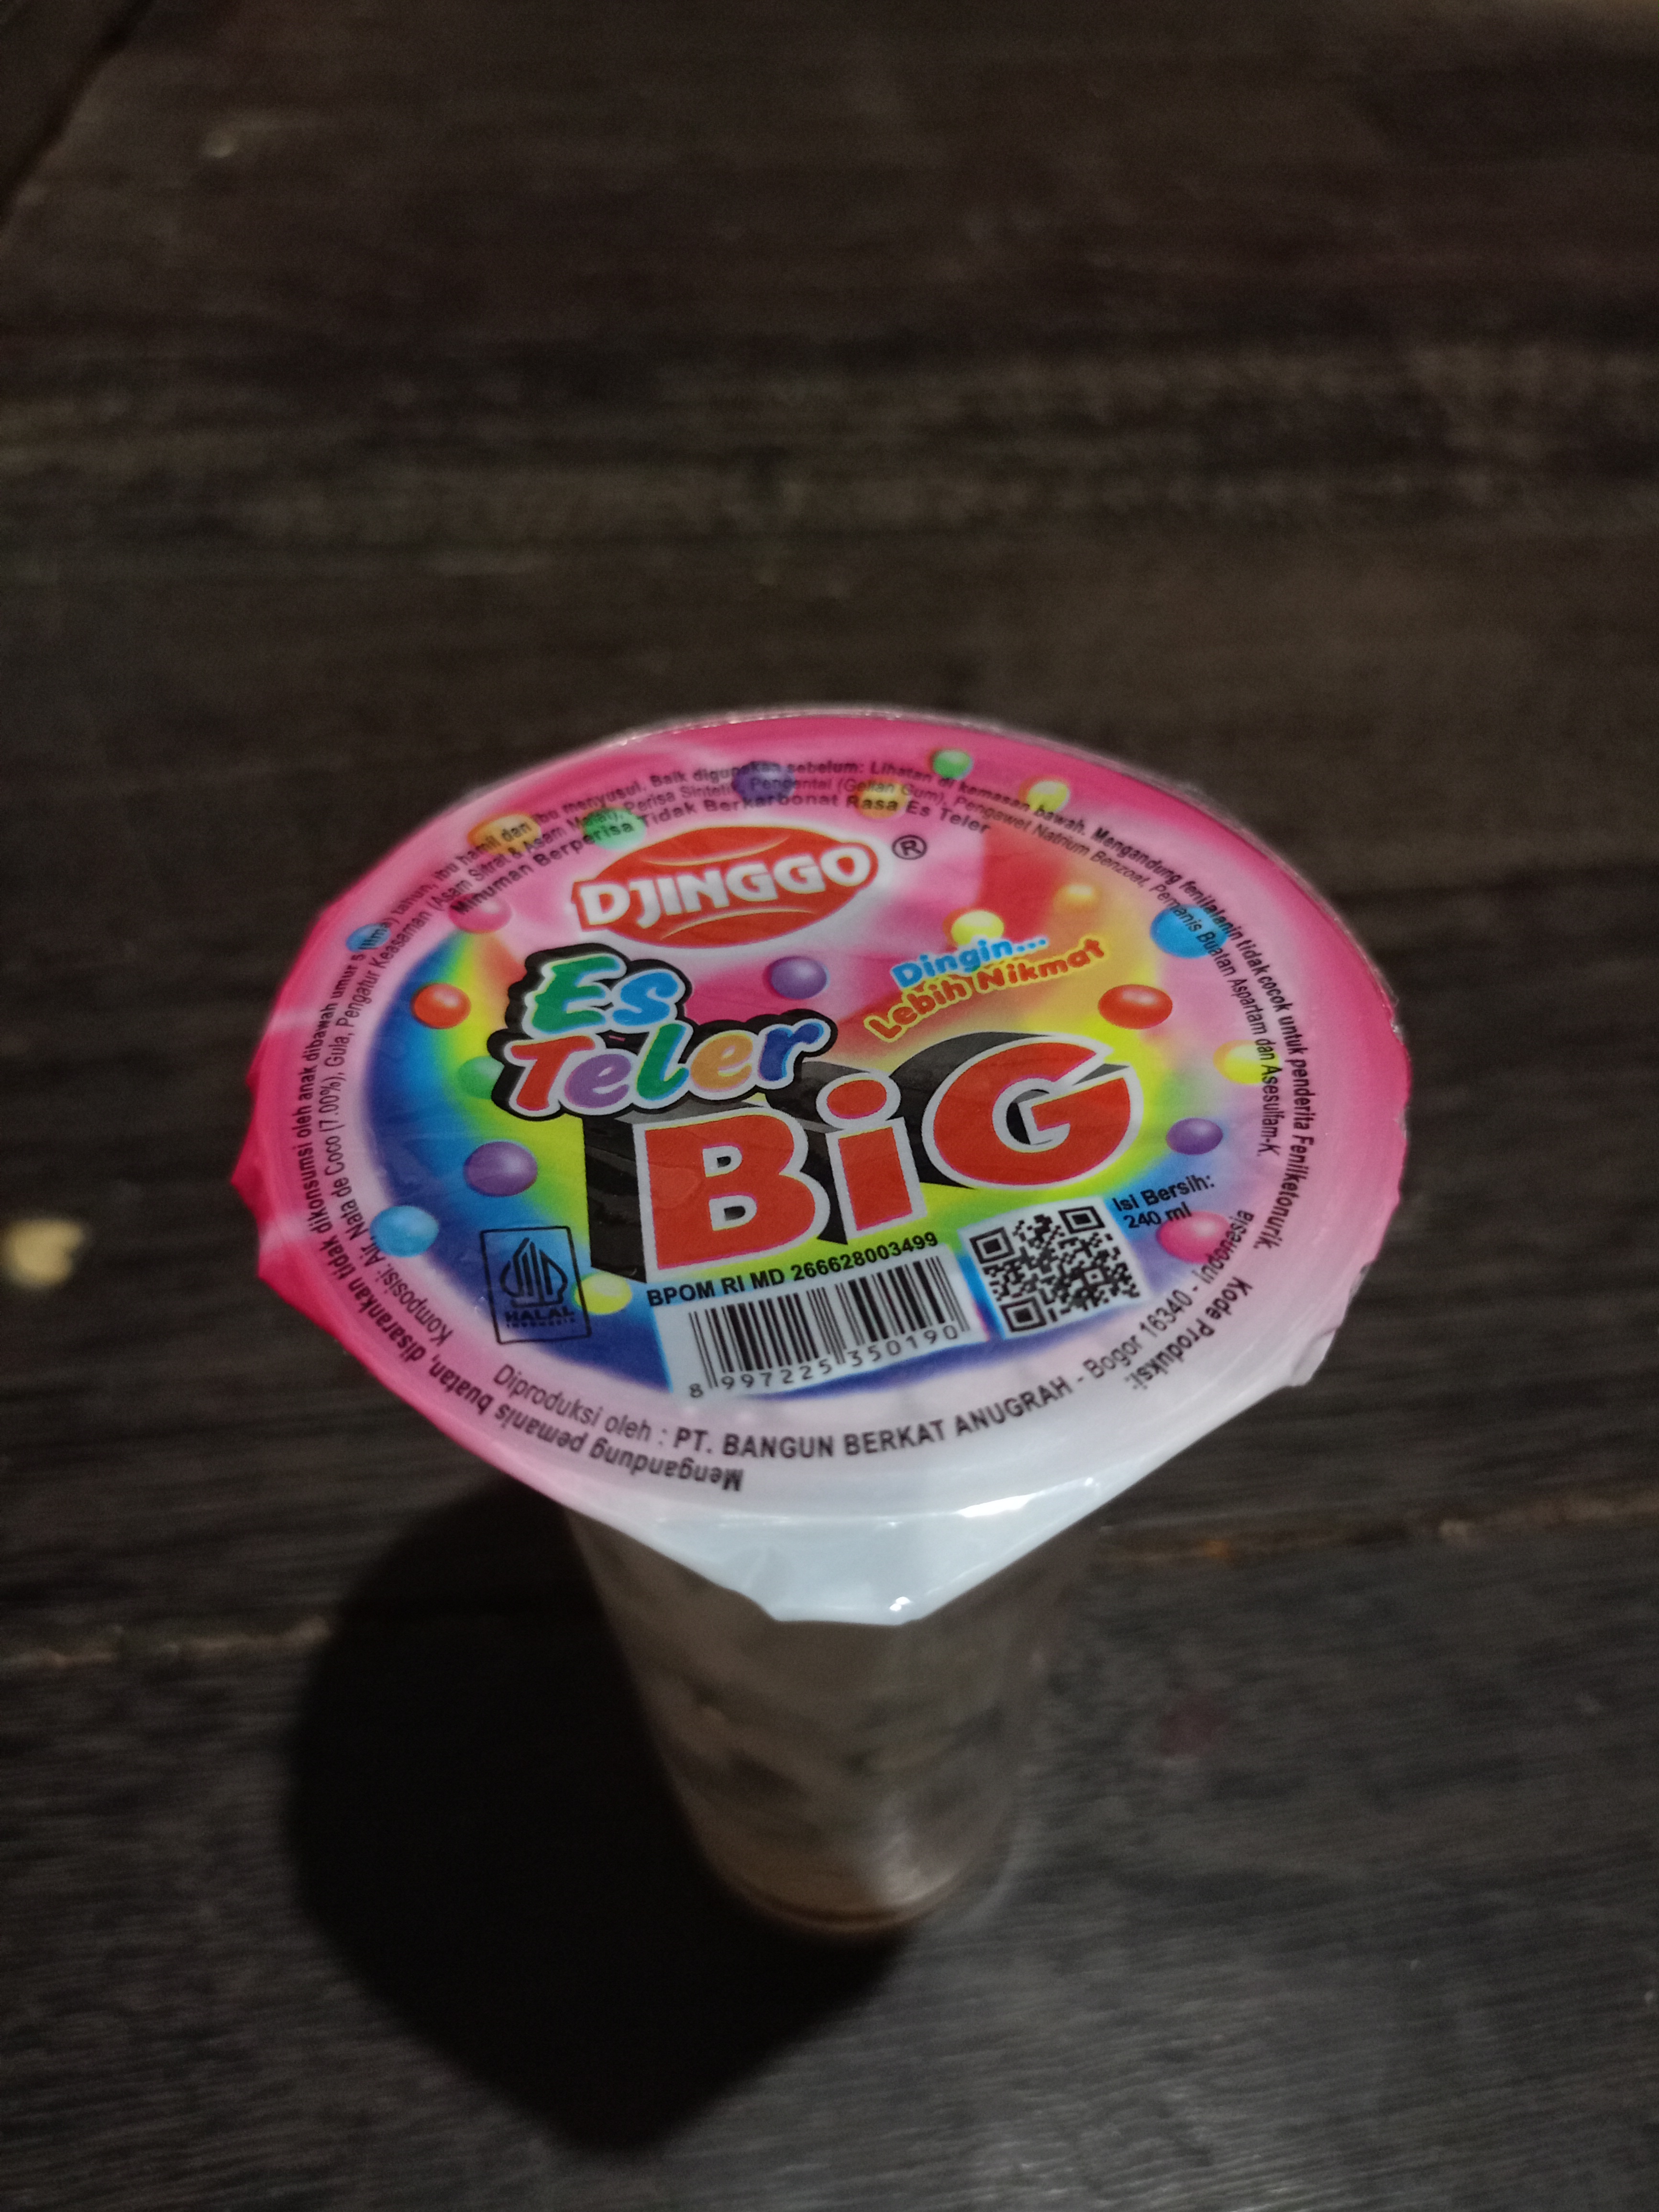 DJINGGO ®
Es
Teler
Dingin...
Lebih Nikmat
BiG
Isi Bersih:
240 ml
BPOM RI MD 266628003499
8 997225 350190
HALAL
INDONESIA
Minuman Berperisa Tidak Berkarbonat Rasa Es Teler
Komposisi: Air, Nata de Coco (7.00%), Gula, Pengatur Keasaman (Asam Sitrat & Asam Malat), Perisa Sintetik, Pengental (Gellan Gum), Pengawet Natrium Benzoat, Pemanis Buatan Aspartam dan Asesulfam-K
Mengandung pemanis buatan, disarankan tidak dikonsumsi oleh anak dibawah umur 5 (lima) tahun, ibu hamil dan ibu menyusui. Baik digunakan sebelum: Lihatan di kemasan bawah. Mengandung fenilalanin tidak cocok untuk penderita Fenilketonurik.
Kode Produksi:
Diproduksi oleh : PT. BANGUN BERKAT ANUGRAH - Bogor 16340 - Indonesia